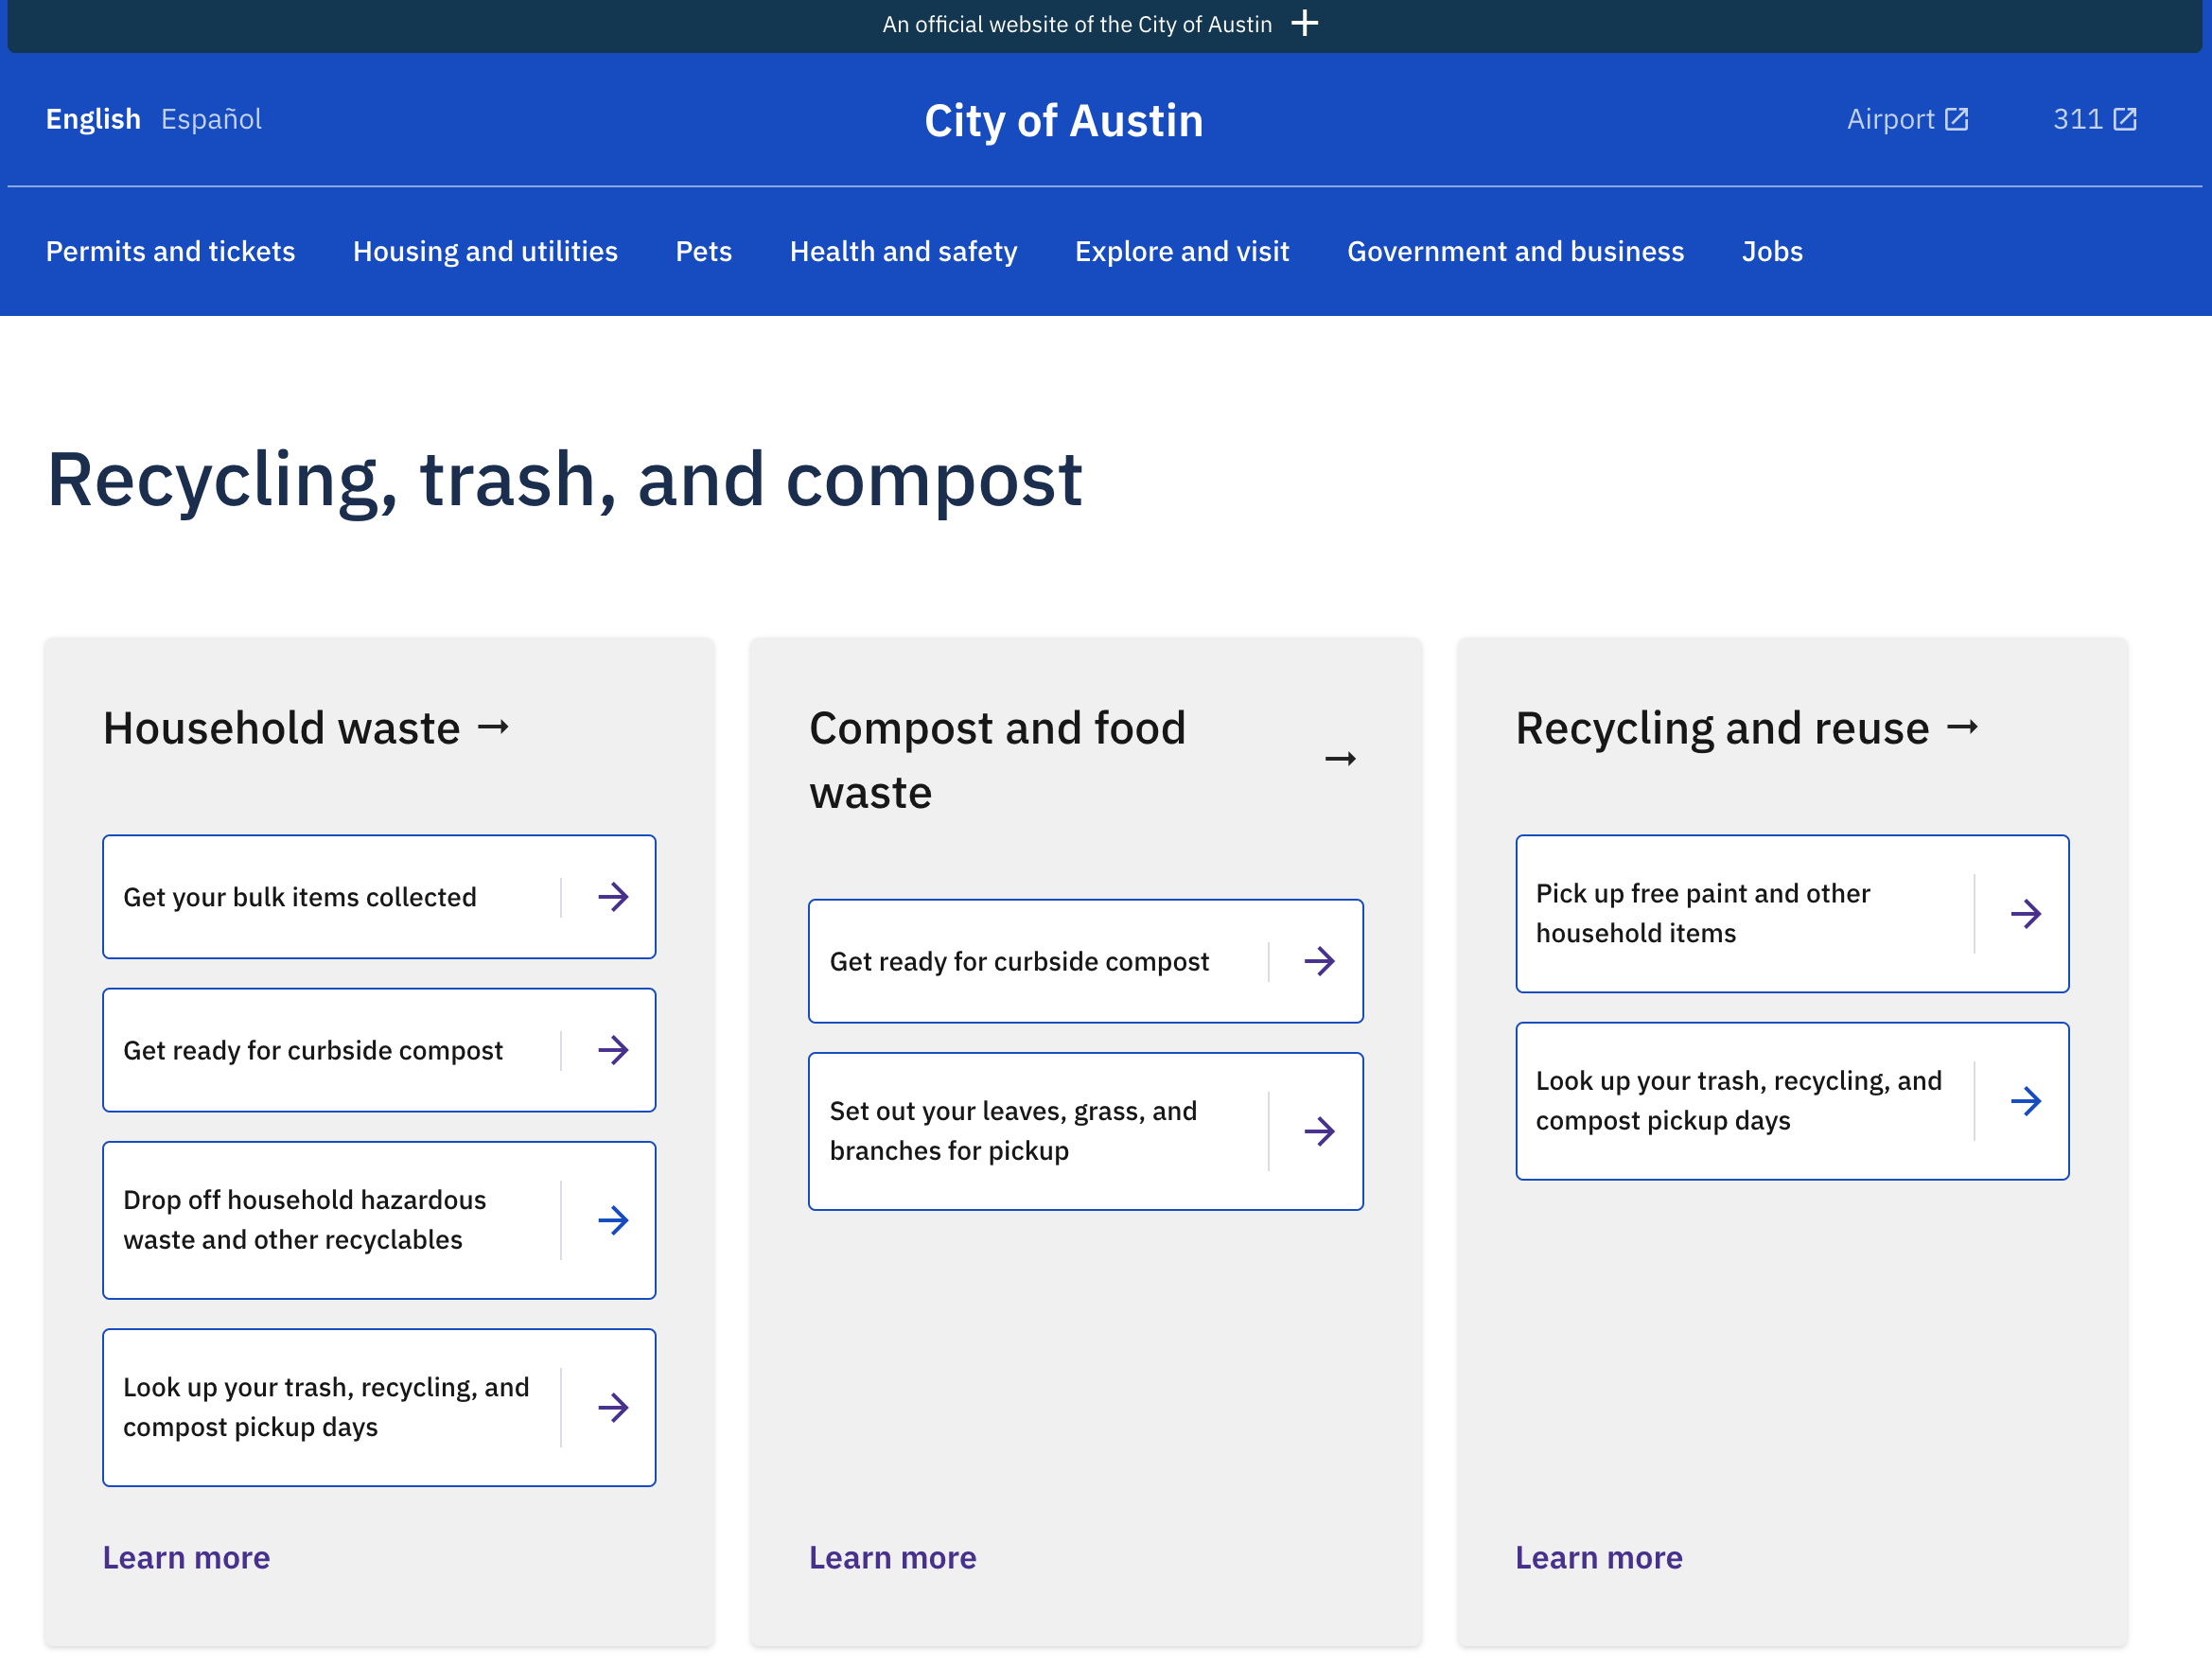 An official website of the City of Austin
English Español
City of Austin
Airport
311
Permits and tickets
Housing and utilities
Pets
Health and safety
Explore and visit
Government and business
Jobs
Recycling, trash, and compost
Household waste →
Get your bulk items collected
Get ready for curbside compost
Drop off household hazardous
waste and other recyclables
Look up your trash, recycling, and
compost pickup days
Learn more
Compost and food
waste →
Get ready for curbside compost
Set out your leaves, grass, and
branches for pickup
Learn more
Recycling and reuse →
Pick up free paint and other
household items
Look up your trash, recycling, and
compost pickup days
Learn more